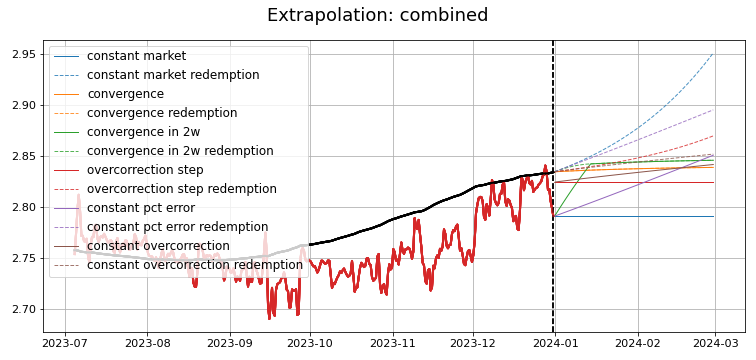 Extrapolation: combined
2.95
2.90
2.85
2.80
2.75
2.70
constant market
constant market redemption
convergence
convergence redemption
convergence in 2w
convergence in 2w redemption
overcorrection step
overcorrection step redemption
constant pct error
constant pct error redemption
constant overcorrection
constant overcorrection redemption
2023-07 2023-08 2023-09 2023-10 2023-11 2023-12 2024-01 2024-02 2024-03